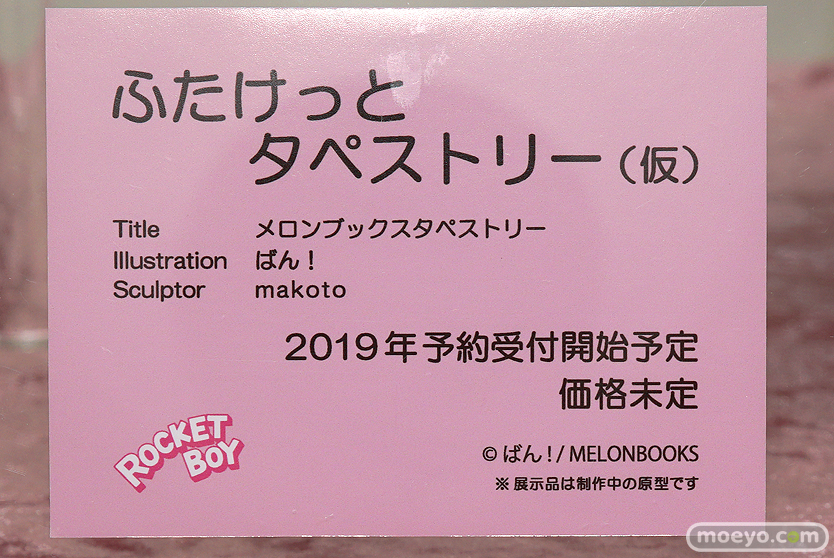 ふたけっと
タペストリー（仮）
Title メロンブックスタペストリー
Illustration ばん！
Sculptor makoto
2019年予約受付開始予定
価格未定
ROCKET
BOY
© ばん！/ MELONBOOKS
※展示品は制作中の原型です
moeyo.com